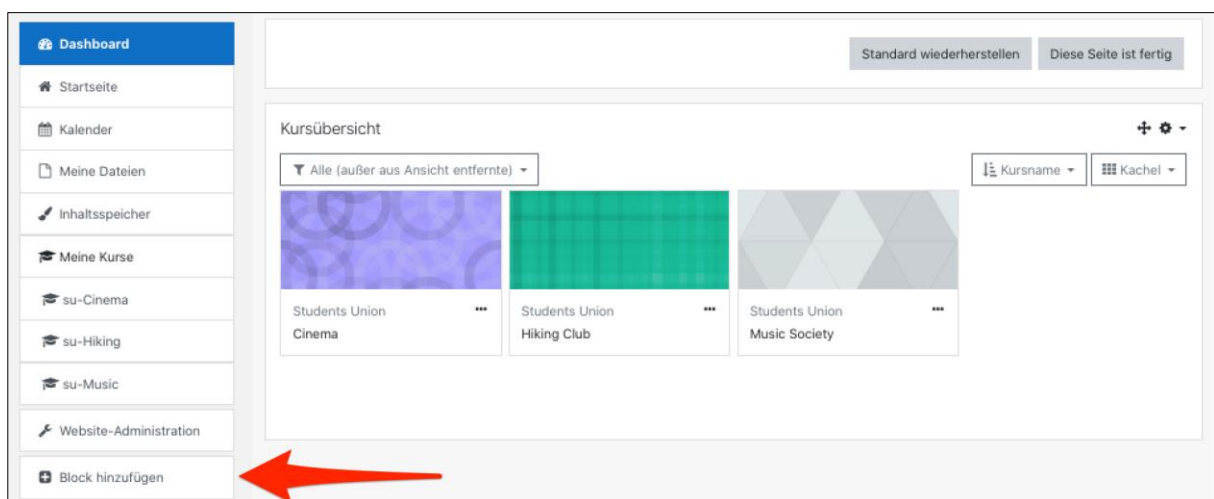 Dashboard
Startseite
Kalender
Meine Dateien
Inhaltsspeicher
Meine Kurse
su-Cinema
su-Hiking
su-Music
Website-Administration
Block hinzufügen
Standard wiederherstellen Diese Seite ist fertig
Kursübersicht
Alle (außer aus Ansicht entfernte) Kursname Kachel
Students Union Students Union Students Union
Cinema Hiking Club Music Society